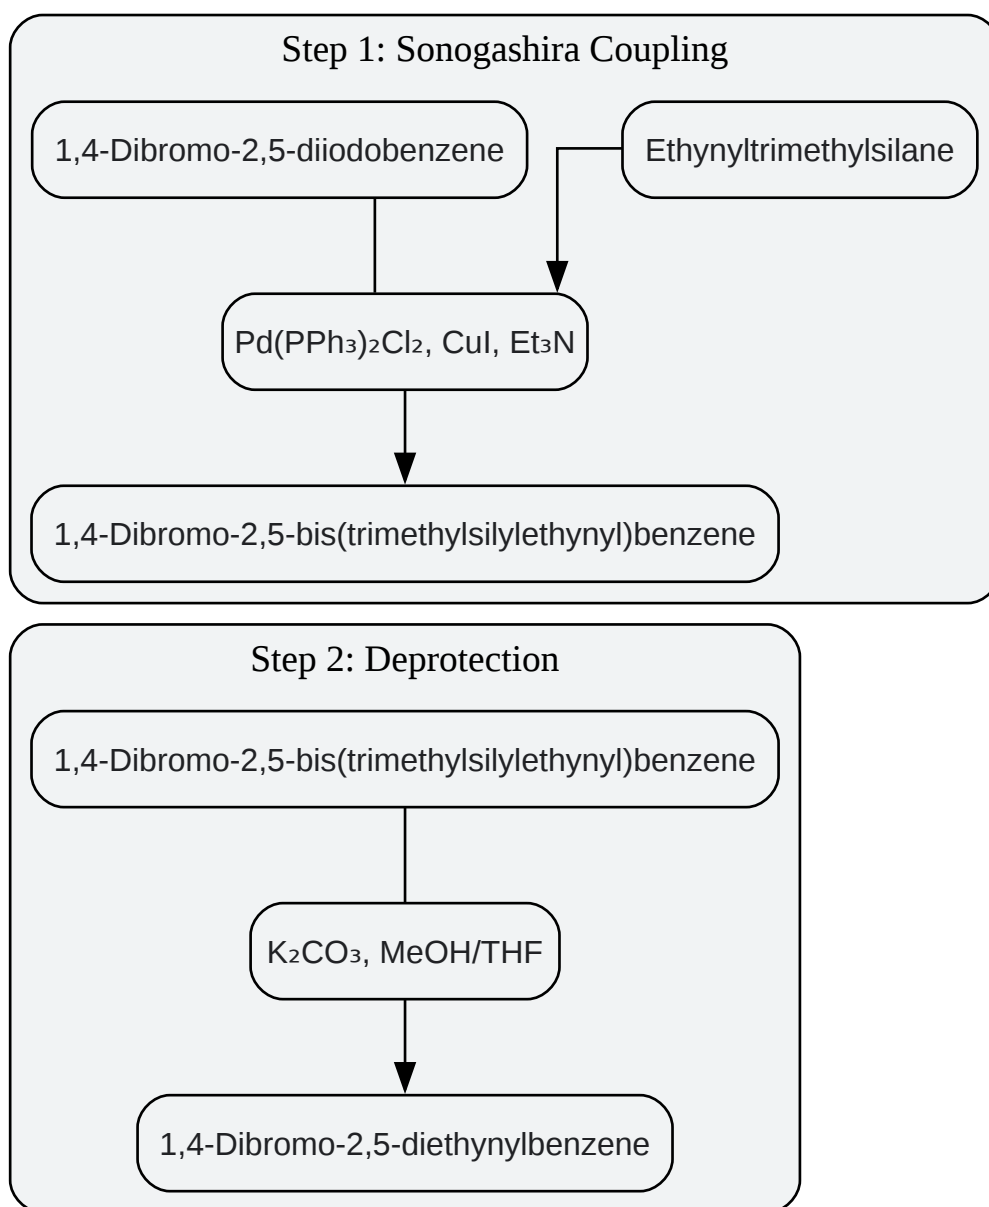 Step 1: Sonogashira Coupling
1,4-Dibromo-2,5-diiodobenzene
Ethynyltrimethylsilane
Pd(PPh₃)₂Cl₂, CuI, Et₃N
1,4-Dibromo-2,5-bis(trimethylsilylethynyl)benzene
Step 2: Deprotection
1,4-Dibromo-2,5-bis(trimethylsilylethynyl)benzene
K₂CO₃, MeOH/THF
1,4-Dibromo-2,5-diethynylbenzene